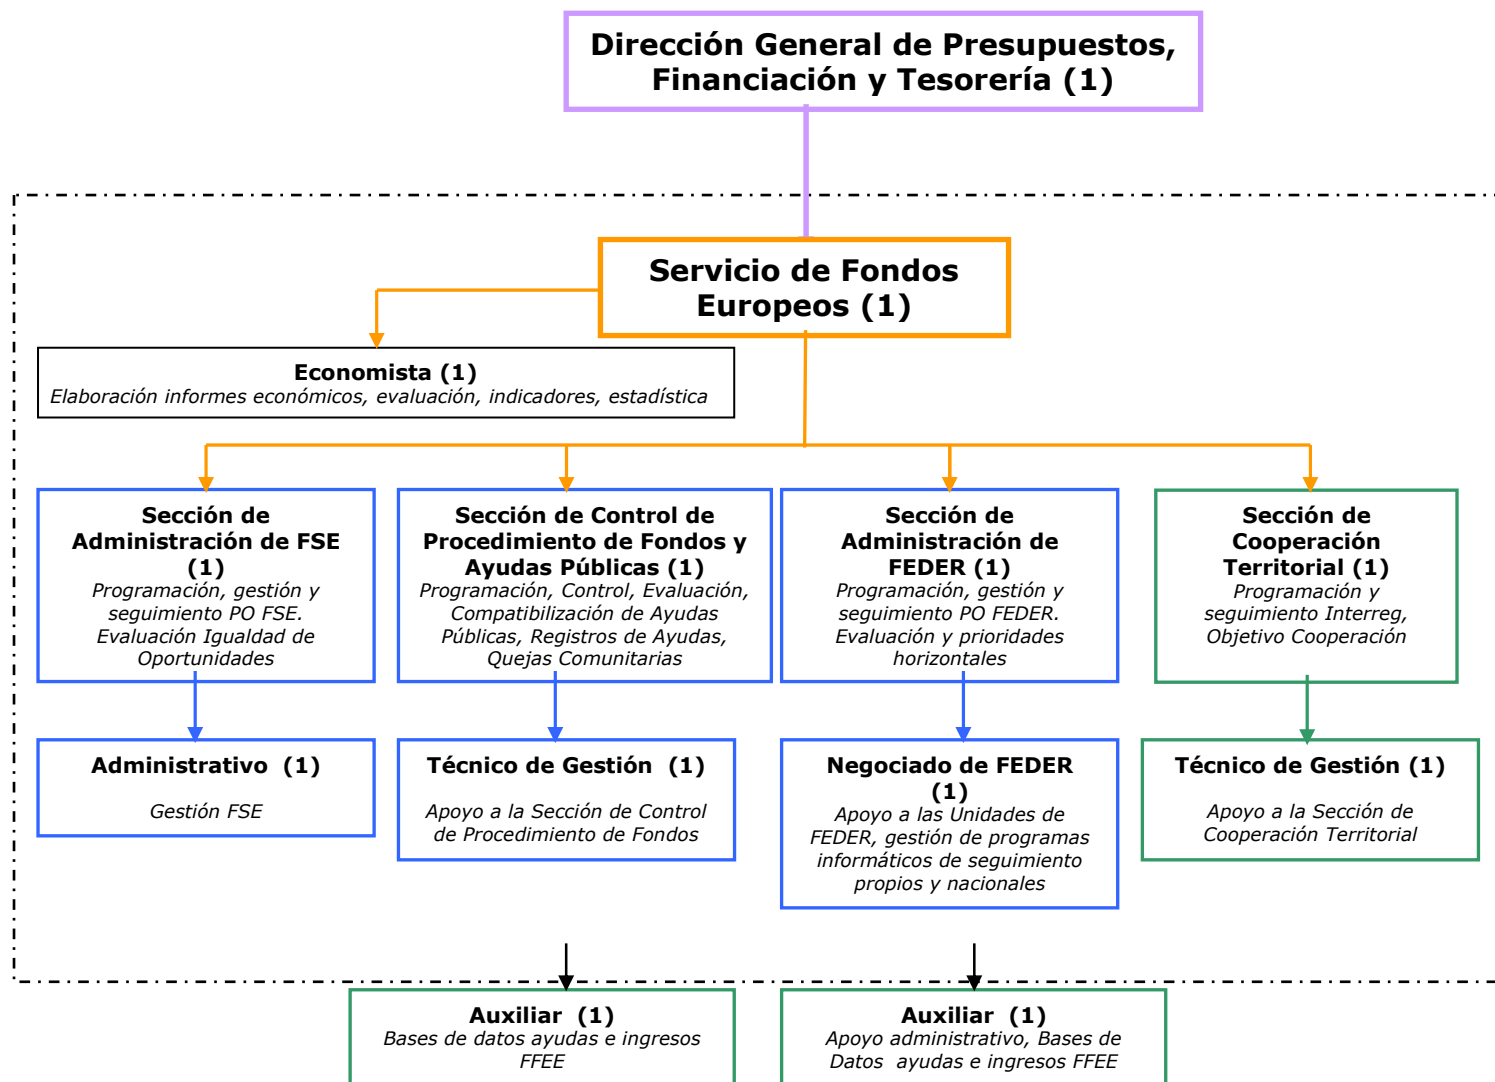 Dirección General de Presupuestos,
Financiación y Tesorería (1)
Servicio de Fondos
Europeos (1)
Economista (1)
Elaboración informes económicos, evaluación, indicadores, estadística
Sección de
Administración de FSE
(1)
Programación, gestión y
seguimiento PO FSE.
Evaluación Igualdad de
Oportunidades
Sección de Control de
Procedimiento de Fondos y
Ayudas Públicas (1)
Programación, Control, Evaluación,
Compatibilización de Ayudas
Públicas, Registros de Ayudas,
Quejas Comunitarias
Sección de
Administración de
FEDER (1)
Programación, gestión y
seguimiento PO FEDER.
Evaluación y prioridades
horizontales
Sección de
Cooperación
Territorial (1)
Programación y
seguimiento Interreg,
Objetivo Cooperación
Administrativo (1)
Gestión FSE
Técnico de Gestión (1)
Apoyo a la Sección de Control
de Procedimiento de Fondos
Negociado de FEDER
(1)
Apoyo a las Unidades de
FEDER, gestión de programas
informáticos de seguimiento
propios y nacionales
Técnico de Gestión (1)
Apoyo a la Sección de
Cooperación Territorial
Auxiliar (1)
Bases de datos ayudas e ingresos
FFEE
Auxiliar (1)
Apoyo administrativo, Bases de
Datos ayudas e ingresos FFEE